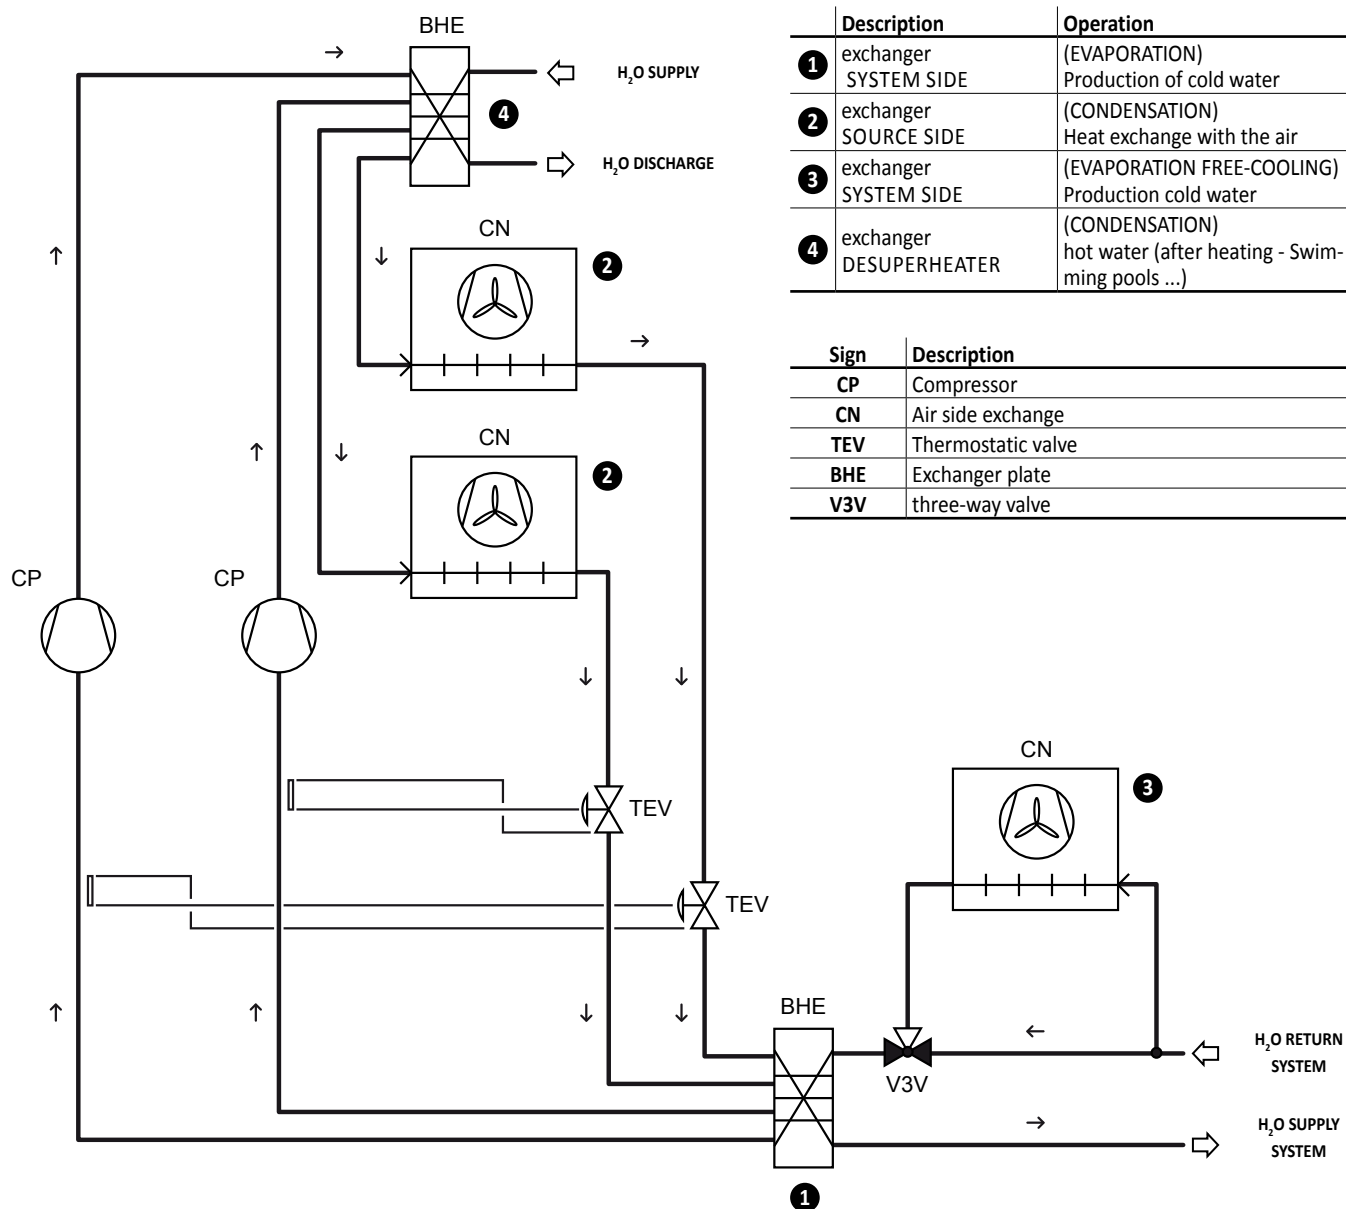 BHE
H₂O SUPPLY
4
H₂O DISCHARGE
CN
2
CN
2
CP
CP
TEV
TEV
CN
3
BHE
V3V
H₂O RETURN
SYSTEM
H₂O SUPPLY
SYSTEM
1
Description Operation
1 exchanger (EVAPORATION)
SYSTEM SIDE Production of cold water
2 exchanger (CONDENSATION)
SOURCE SIDE Heat exchange with the air
3 exchanger (EVAPORATION FREE-COOLING)
SYSTEM SIDE Production cold water
4 exchanger (CONDENSATION)
DESUPERHEATER hot water (after heating - Swim-
ming pools ...)
Sign Description
CP Compressor
CN Air side exchange
TEV Thermostatic valve
BHE Exchanger plate
V3V three-way valve